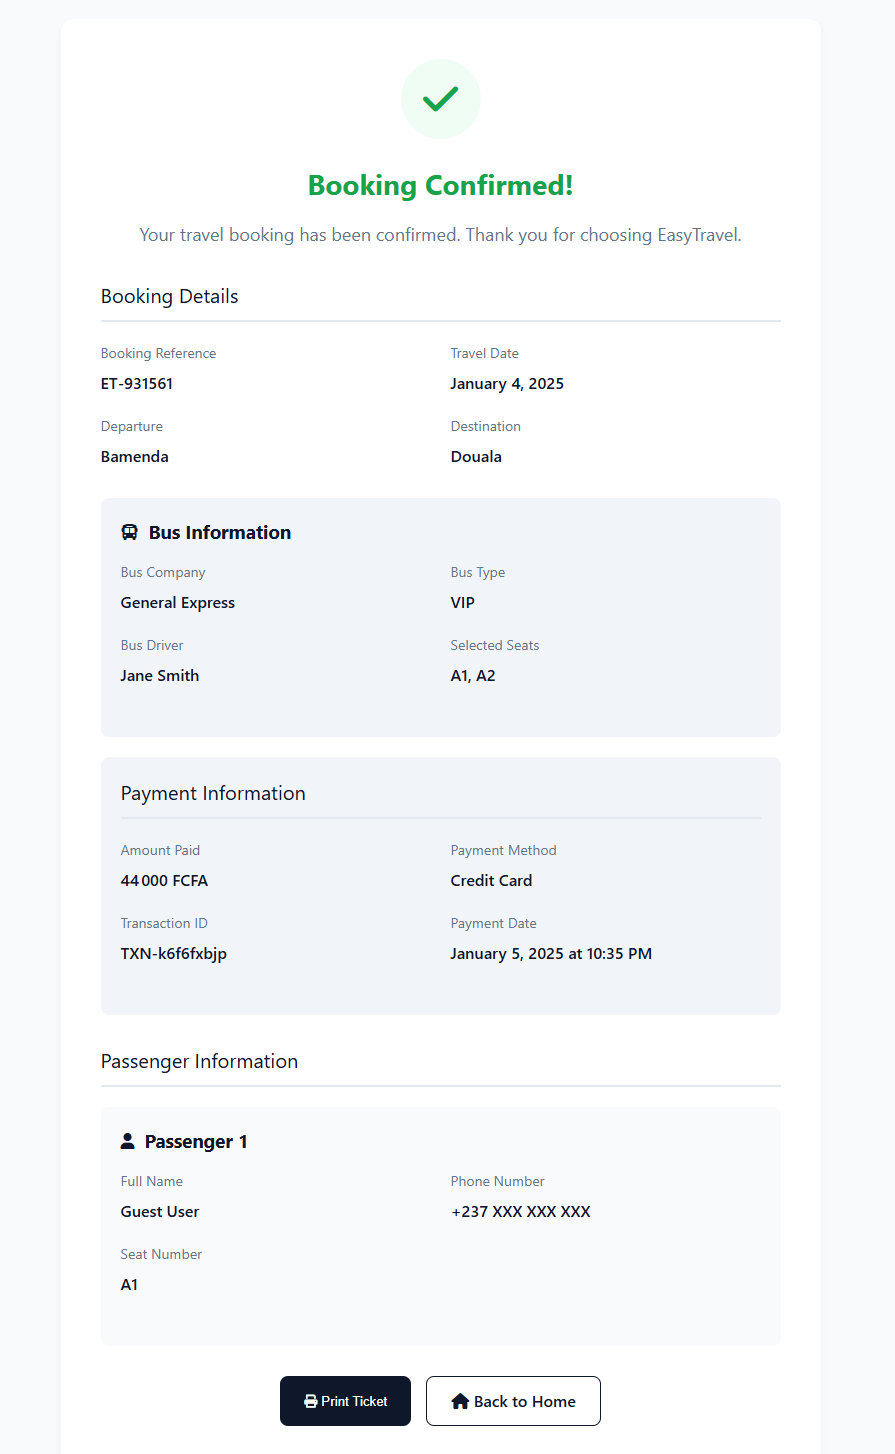 Booking Confirmed!
Your travel booking has been confirmed. Thank you for choosing EasyTravel.
Booking Details
Booking Reference
ET-931561
Travel Date
January 4, 2025
Departure
Bamenda
Destination
Douala
Bus Information
Bus Company
General Express
Bus Type
VIP
Bus Driver
Jane Smith
Selected Seats
A1, A2
Payment Information
Amount Paid
44 000 FCFA
Payment Method
Credit Card
Transaction ID
TXN-k6f6fxbjp
Payment Date
January 5, 2025 at 10:35 PM
Passenger Information
Passenger 1
Full Name
Guest User
Phone Number
+237 XXX XXX XXX
Seat Number
A1
Print Ticket
Back to Home